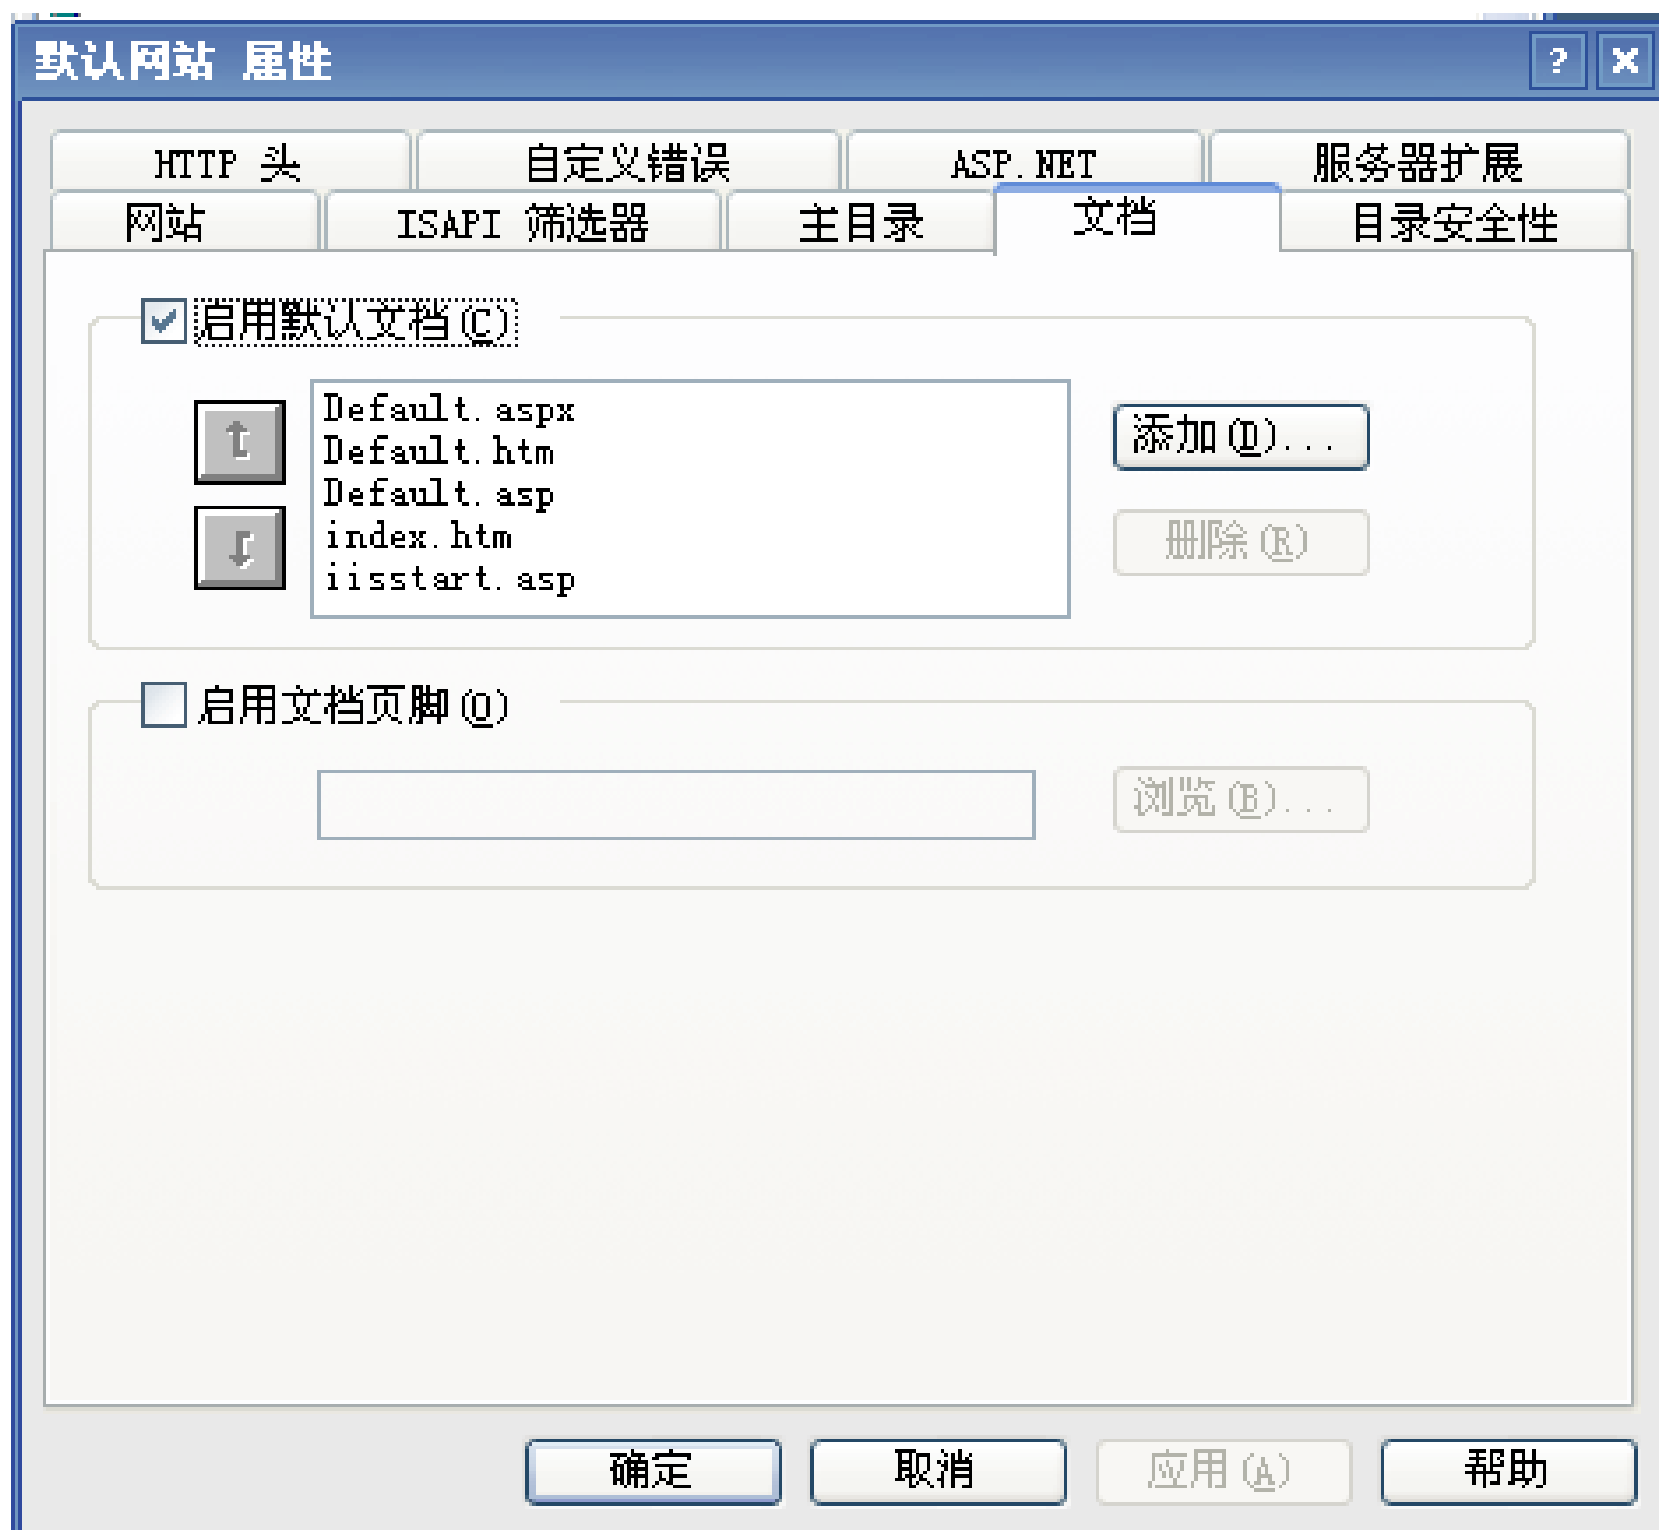 默认网站 属性
HTTP 头 自定义错误 ASP.NET 服务器扩展
网站 ISAPI 筛选器 主目录 文档 目录安全性
启用默认文档(C)
Default.aspx
Default.htm
Default.asp
index.htm
iisstart.asp
添加(D)...
删除(R)
启用文档页脚(O)
浏览(B)...
确定 取消 应用(A) 帮助